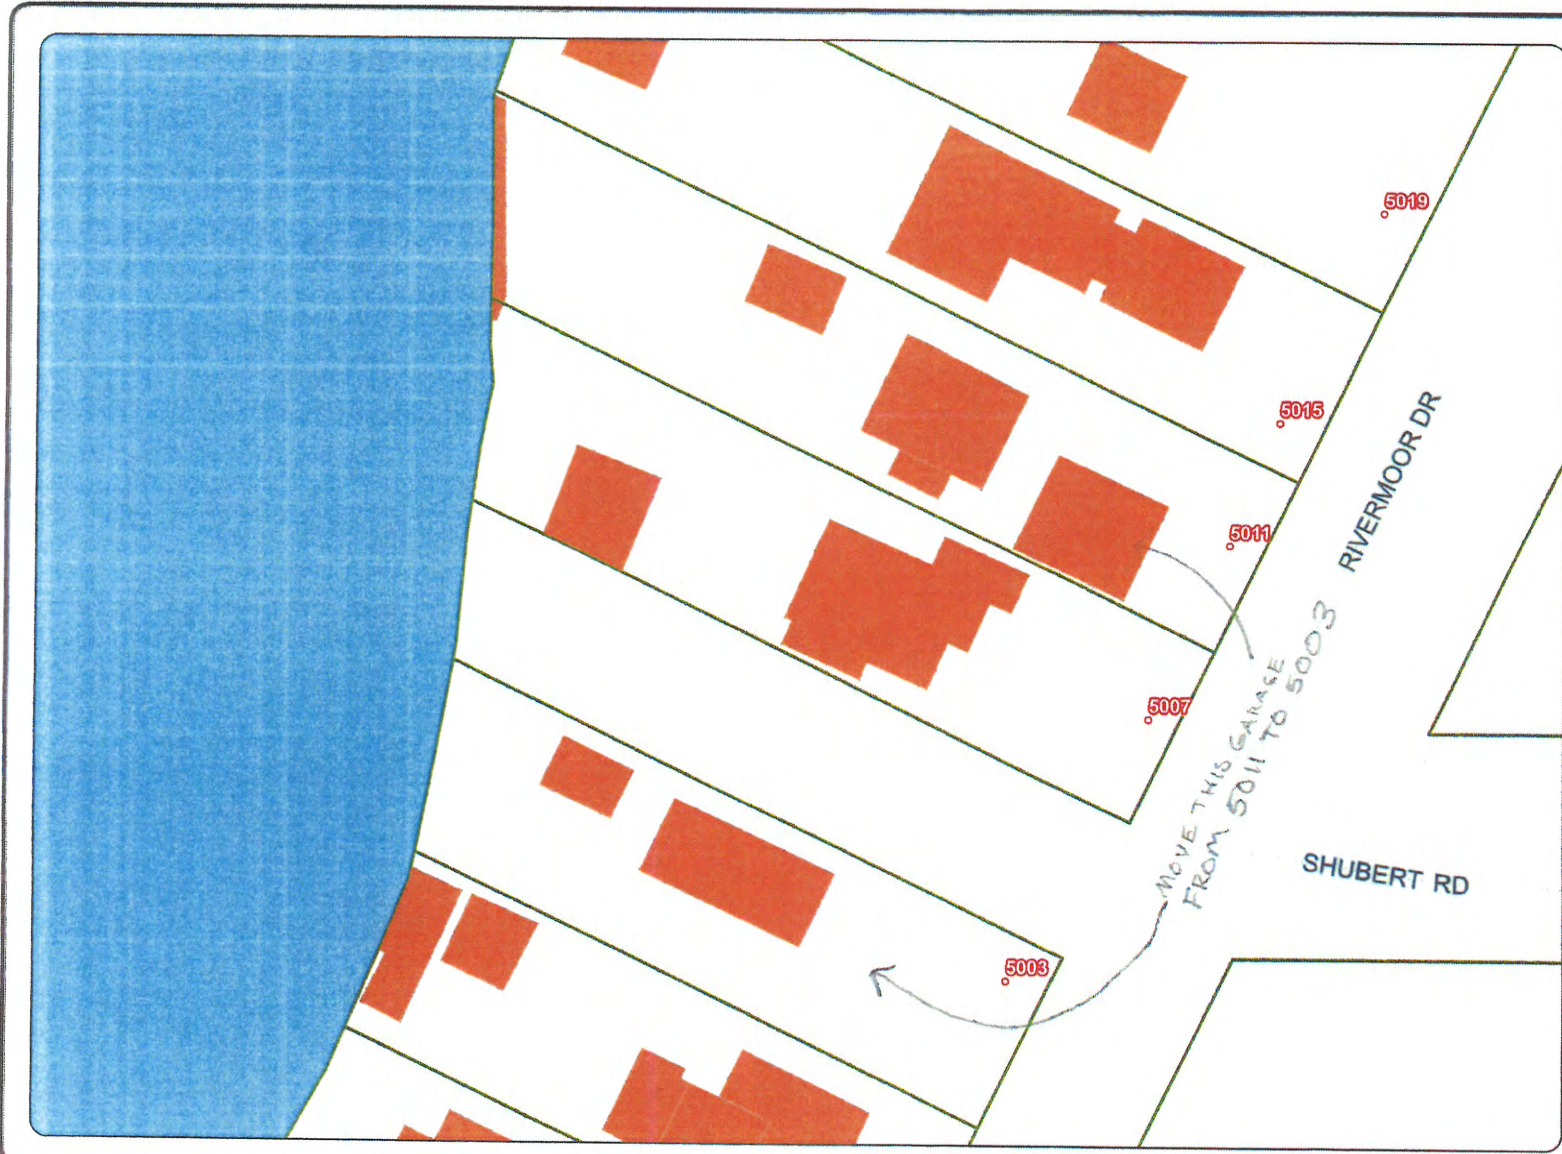 5019
5015
RIVERMOOR DR
5011
5007
MOVE THIS GARAGE
FROM 5011 TO 5003
SHUBERT RD
5003